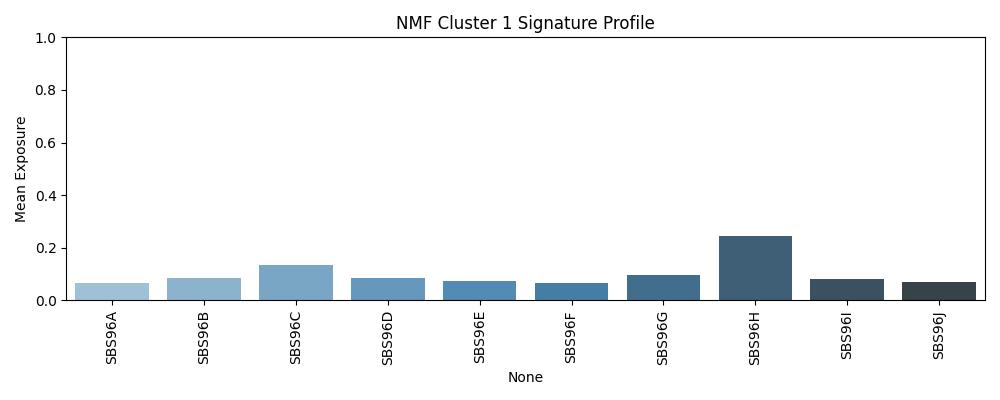 NMF Cluster 1 Signature Profile
Mean Exposure
1.0
0.8
0.6
0.4
0.2
0.0
SBS96A
SBS96B
SBS96C
SBS96D
SBS96E
SBS96F
SBS96G
SBS96H
SBS96I
SBS96J
None